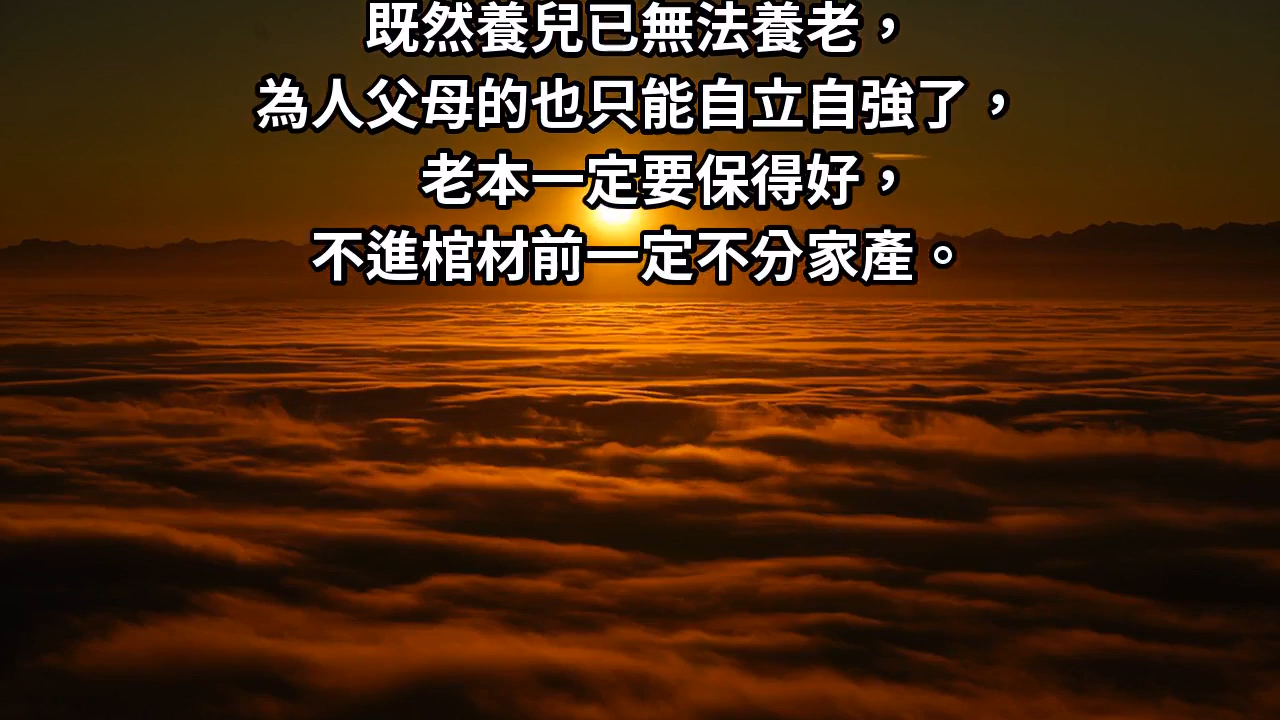 既然養兒已無法養老，
為人父母的也只能自立自強了，
老本一定要保得好，
不進棺材前一定不分家產。